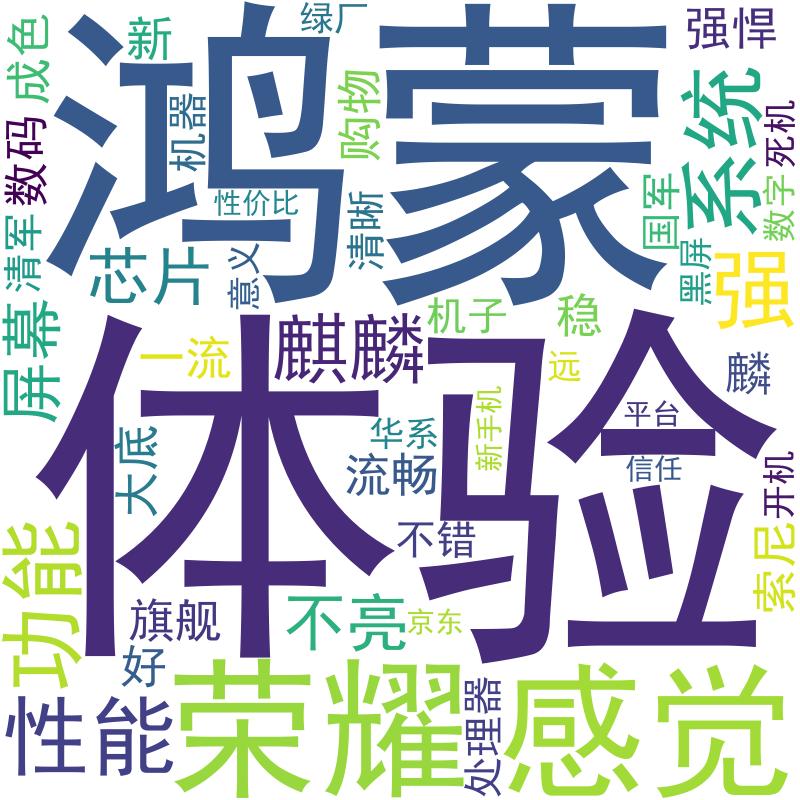 绿厂
强悍
成色
新
鸿蒙
购物
机器
系统
死机
数码
性价比
清晰
国军
数字
清军
芯片
意义
黑屏
强
屏幕
麒麟
机子
稳
一流
远
麟
新手机
平台
体验
大底
华系
流畅
信任
开机
功能
不错
索尼
旗舰
不亮
京东
好
性能
荣耀
处理器
感觉